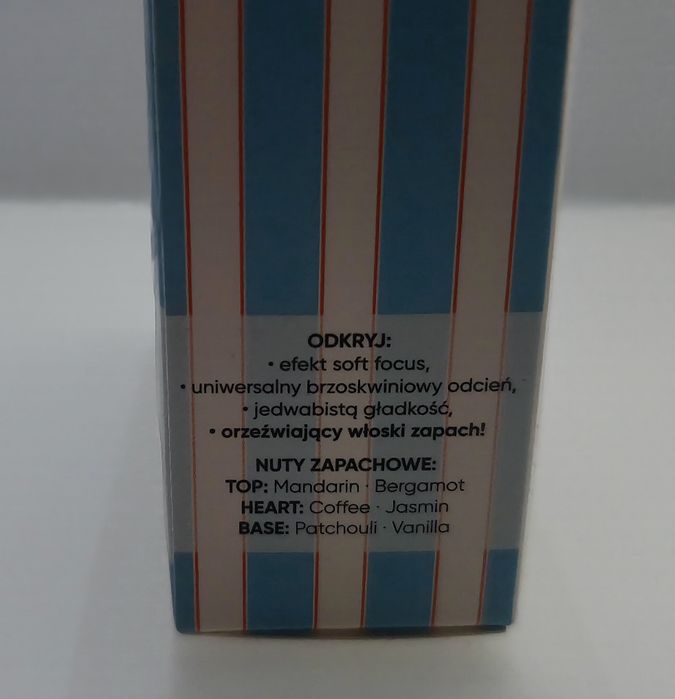 ODKRYJ:
• efekt soft focus,
• uniwersalny brzoskwiniowy odcień,
• jedwabistą gładkość,
• orzeźwiający włoski zapach!
NUTY ZAPACHOWE:
TOP: Mandarin · Bergamot
HEART: Coffee · Jasmin
BASE: Patchouli · Vanilla